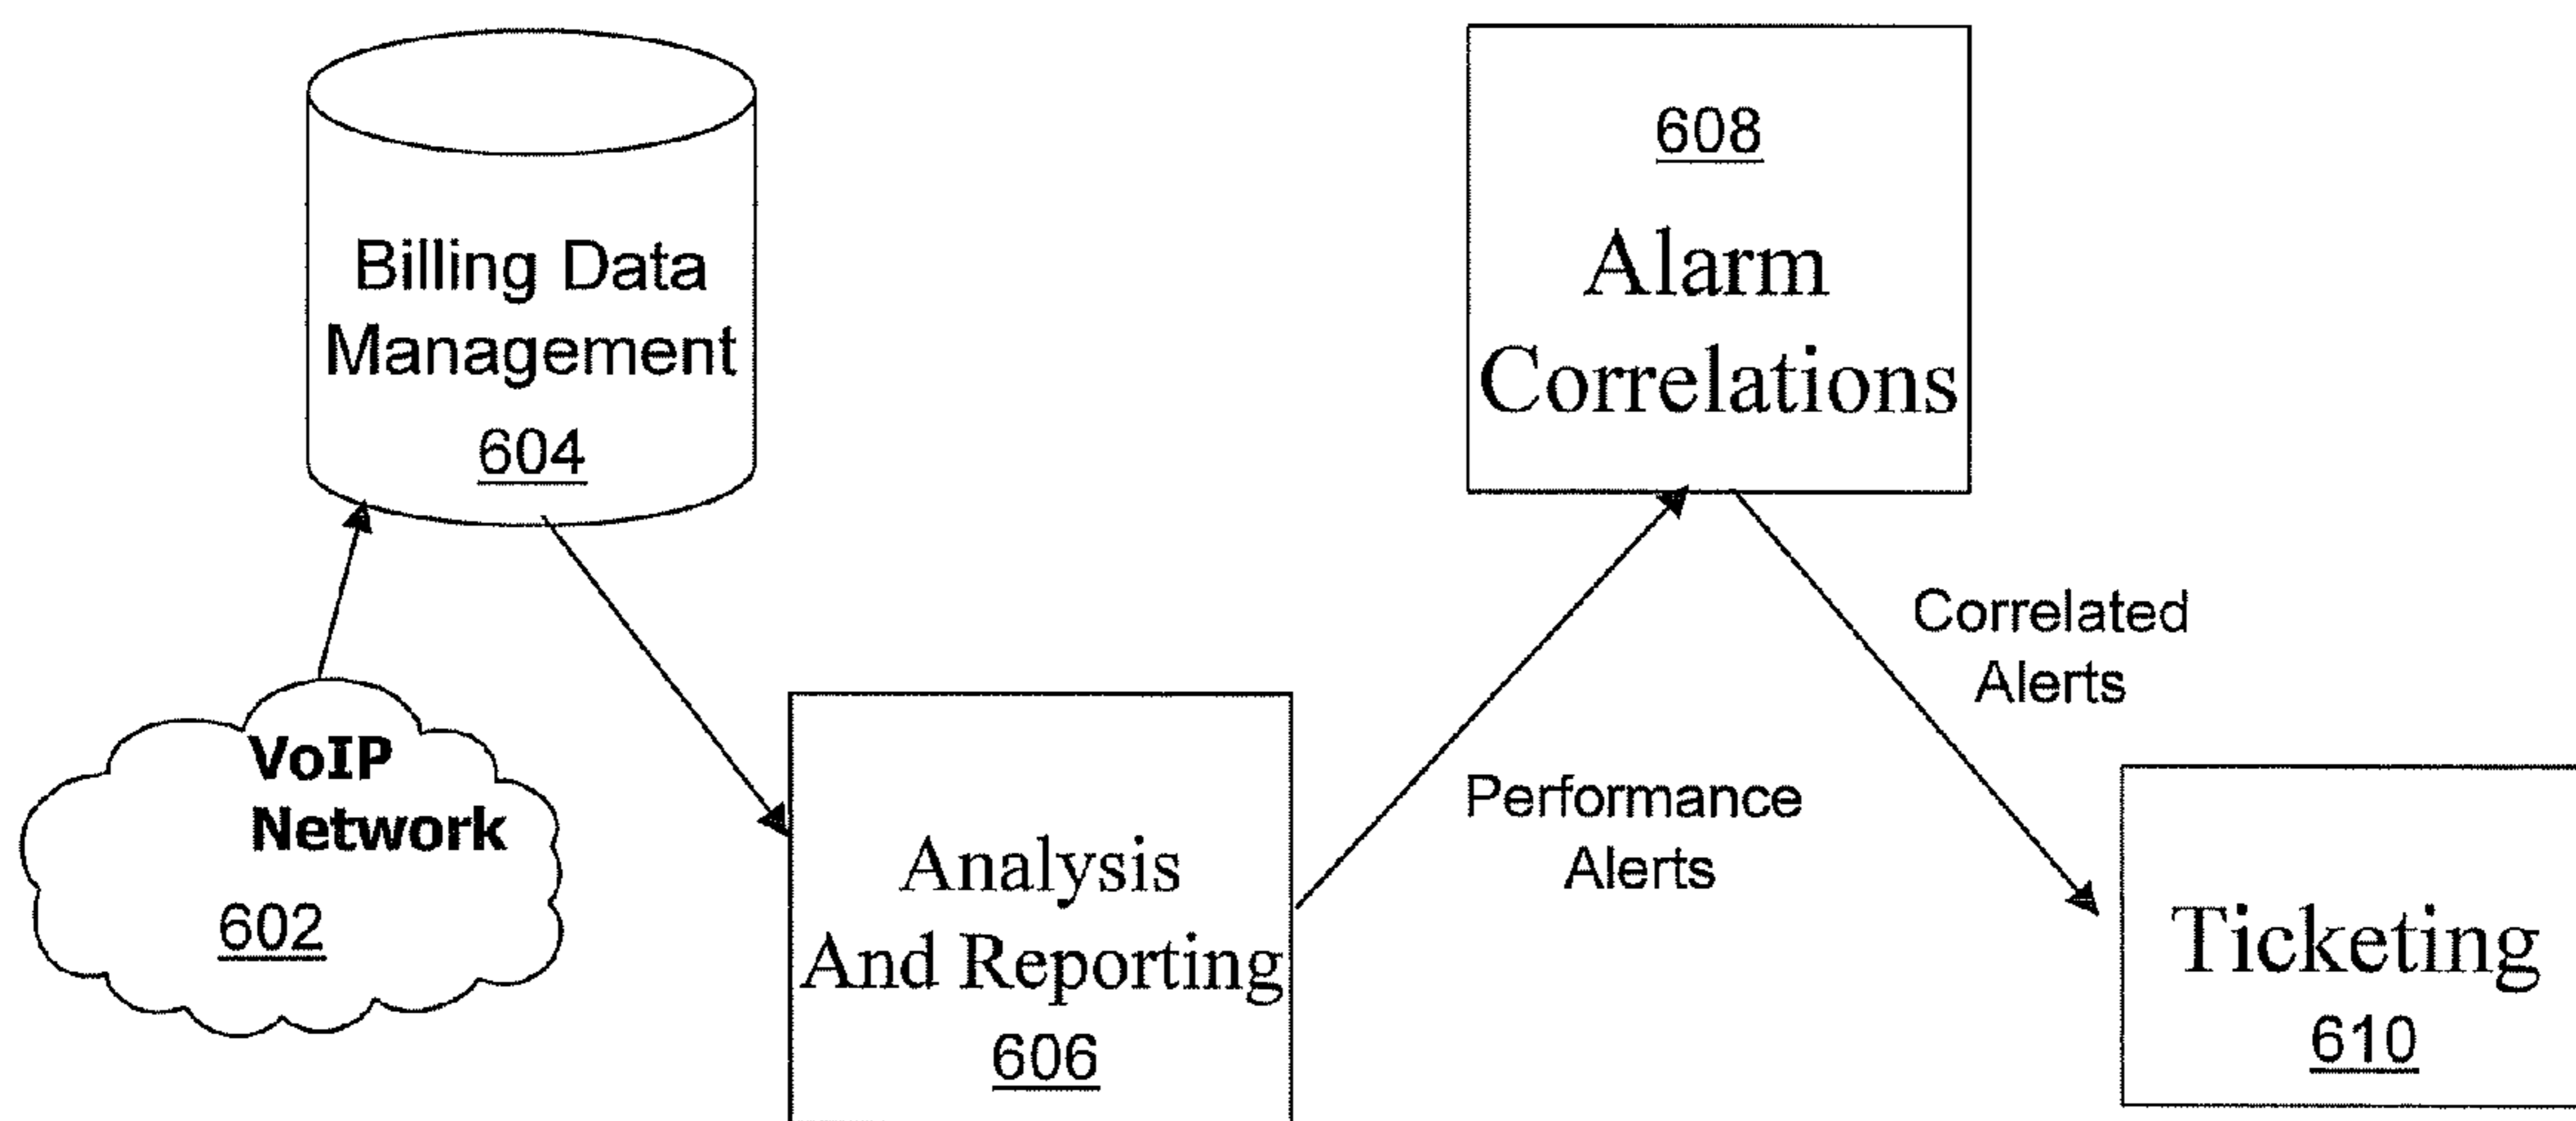 Billing Data
Management
604
VoIP
Network
602
Analysis
And Reporting
606
Performance
Alerts
608
Alarm
Correlations
Correlated
Alerts
Ticketing
610